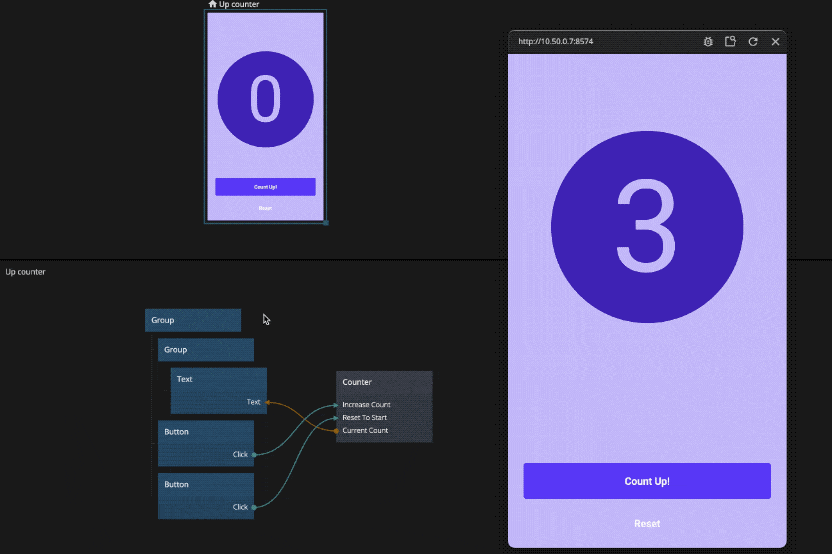 Up counter
0
Count Up!
Reset
Up counter
Group
Group
Text
Text
Button
Click
Button
Click
Counter
Increase Count
Reset To Start
Current Count
http://10.50.0.7:8574
3
Count Up!
Reset